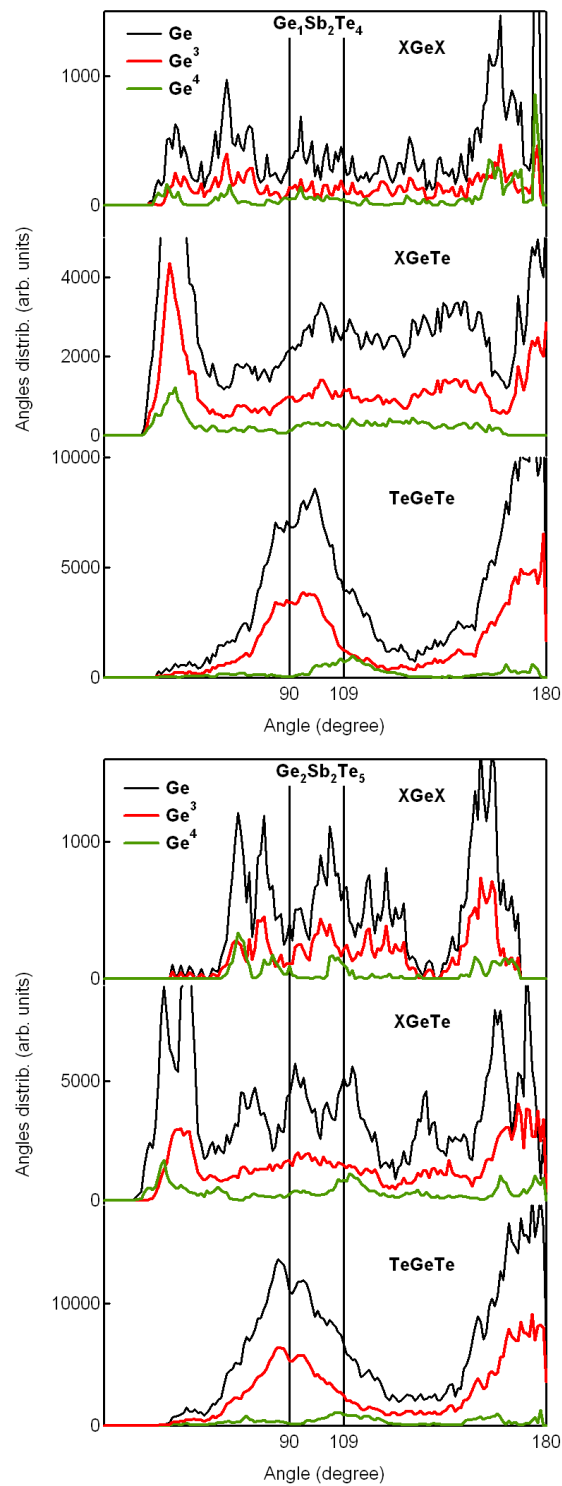 Ge₁Sb₂Te₄
Ge
Ge³
Ge⁴
XGeX
1000
0
XGeTe
4000
2000
0
TeGeTe
10000
5000
0
Angles distrib. (arb. units)
90 109 180
Angle (degree)
Ge₂Sb₂Te₅
Ge
Ge³
Ge⁴
XGeX
1000
0
XGeTe
5000
0
TeGeTe
10000
0
Angles distrib. (arb. units)
90 109 180
Angle (degree)